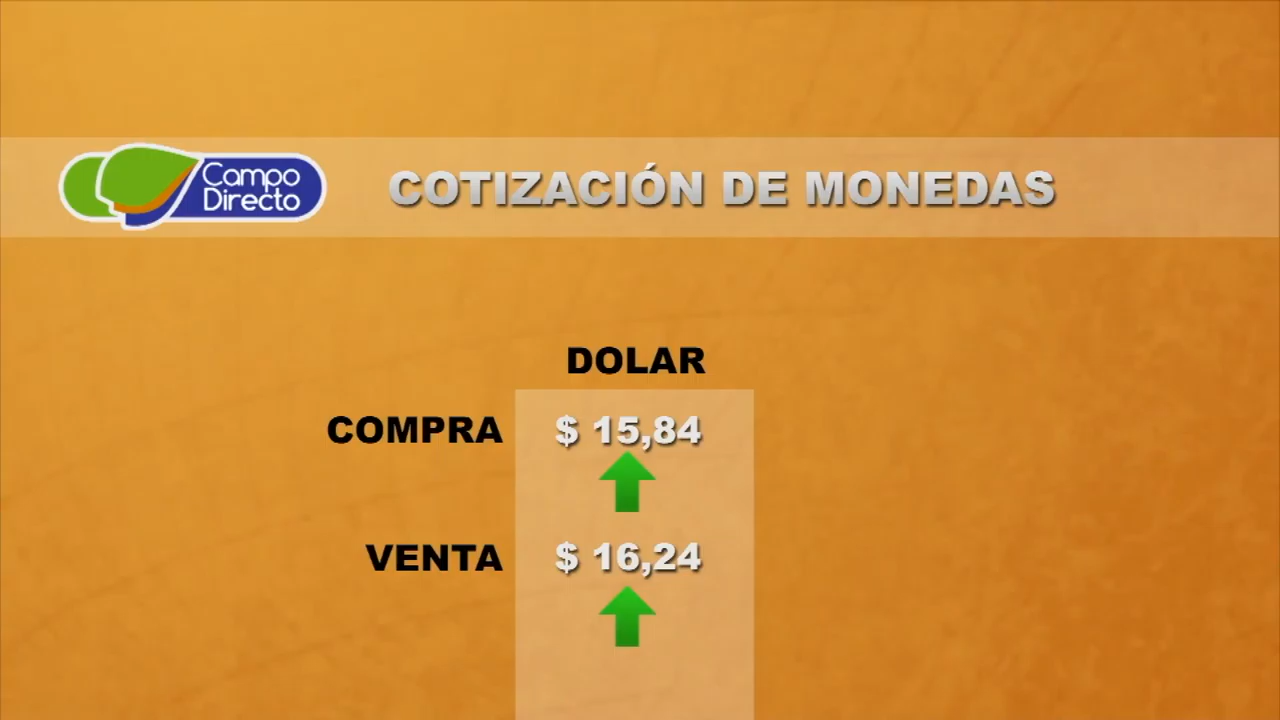 Campo
Directo
COTIZACIÓN DE MONEDAS
DOLAR
COMPRA $ 15,84
VENTA $ 16,24